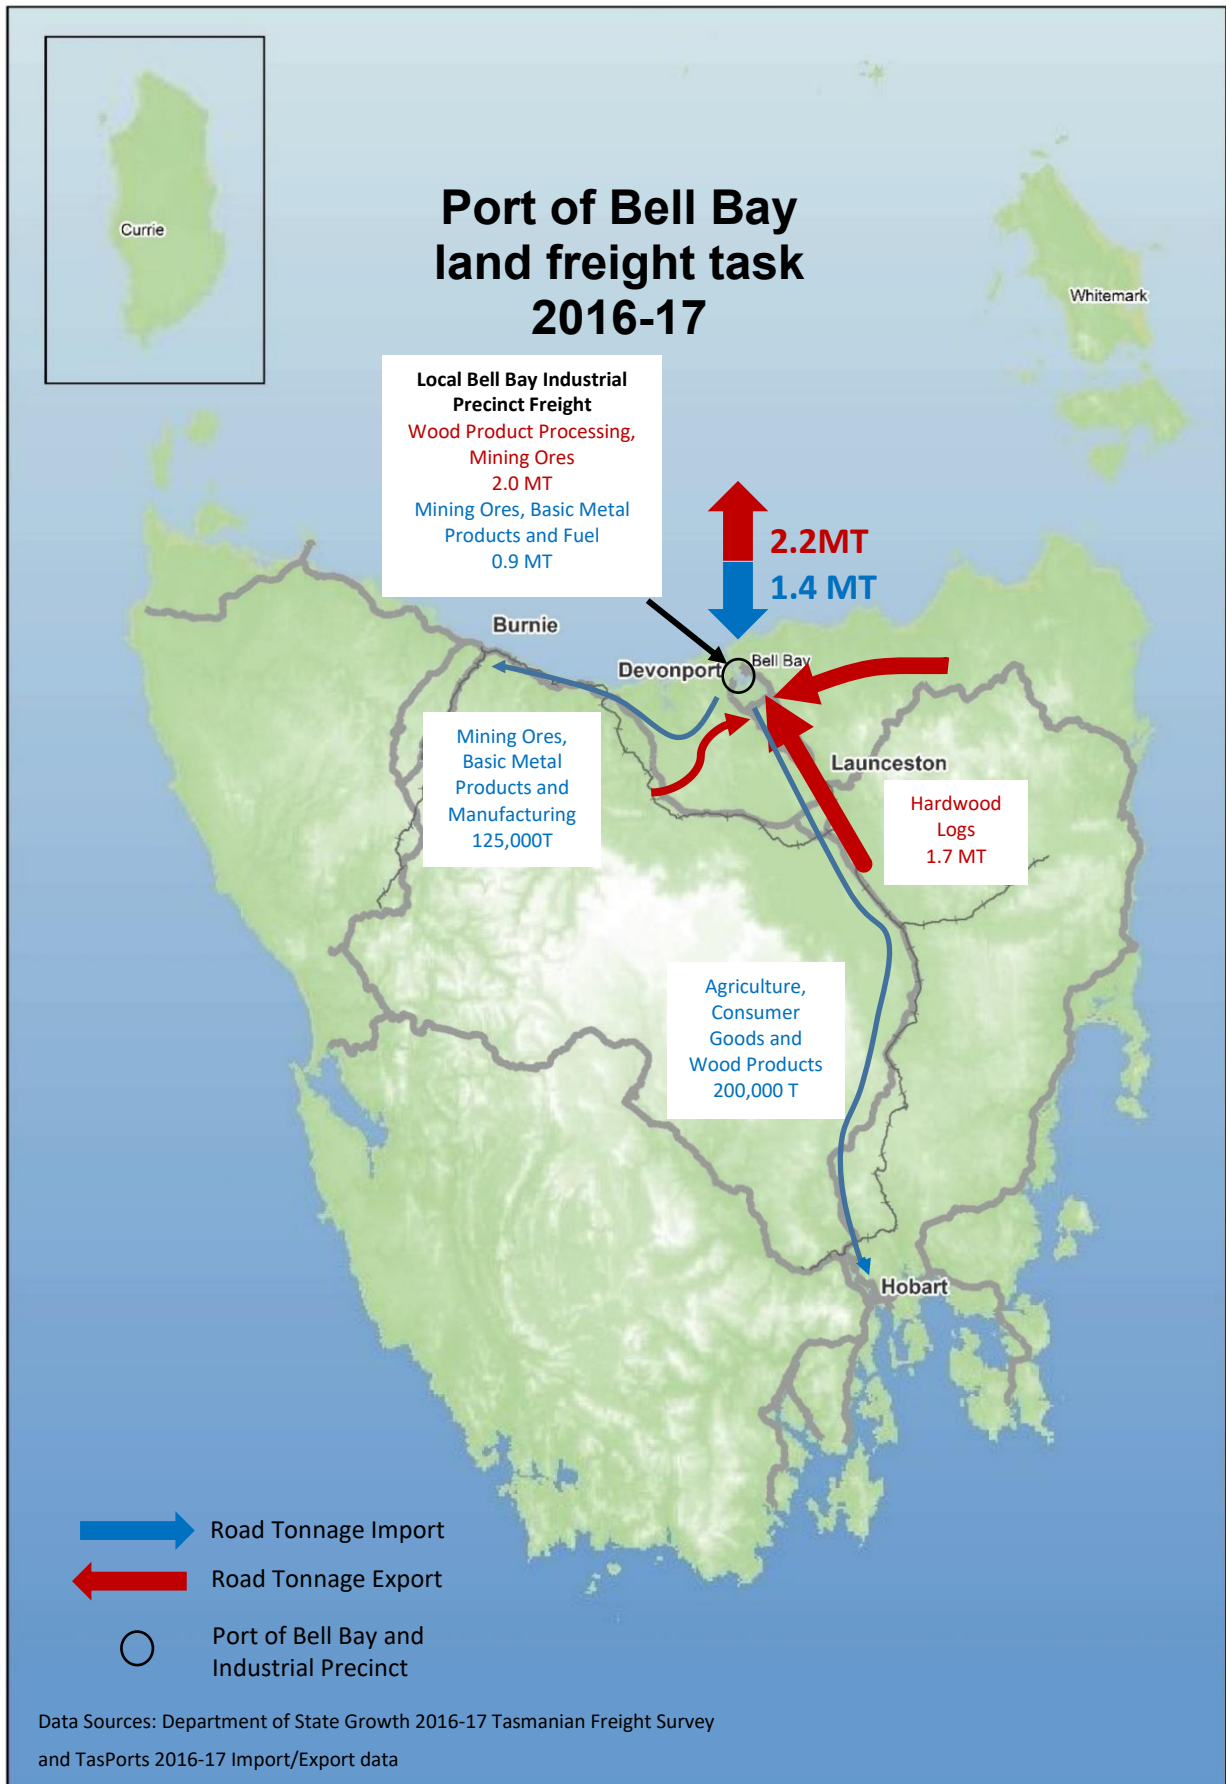 Currie
Port of Bell Bay
land freight task
2016-17
Whitemark
Local Bell Bay Industrial
Precinct Freight
Wood Product Processing,
Mining Ores
2.0 MT
Mining Ores, Basic Metal
Products and Fuel
0.9 MT
2.2MT
1.4 MT
Burnie
Devonport
Bell Bay
Mining Ores,
Basic Metal
Products and
Manufacturing
125,000T
Launceston
Hardwood
Logs
1.7 MT
Agriculture,
Consumer
Goods and
Wood Products
200,000 T
Hobart
Road Tonnage Import
Road Tonnage Export
Port of Bell Bay and
Industrial Precinct
Data Sources: Department of State Growth 2016-17 Tasmanian Freight Survey
and TasPorts 2016-17 Import/Export data